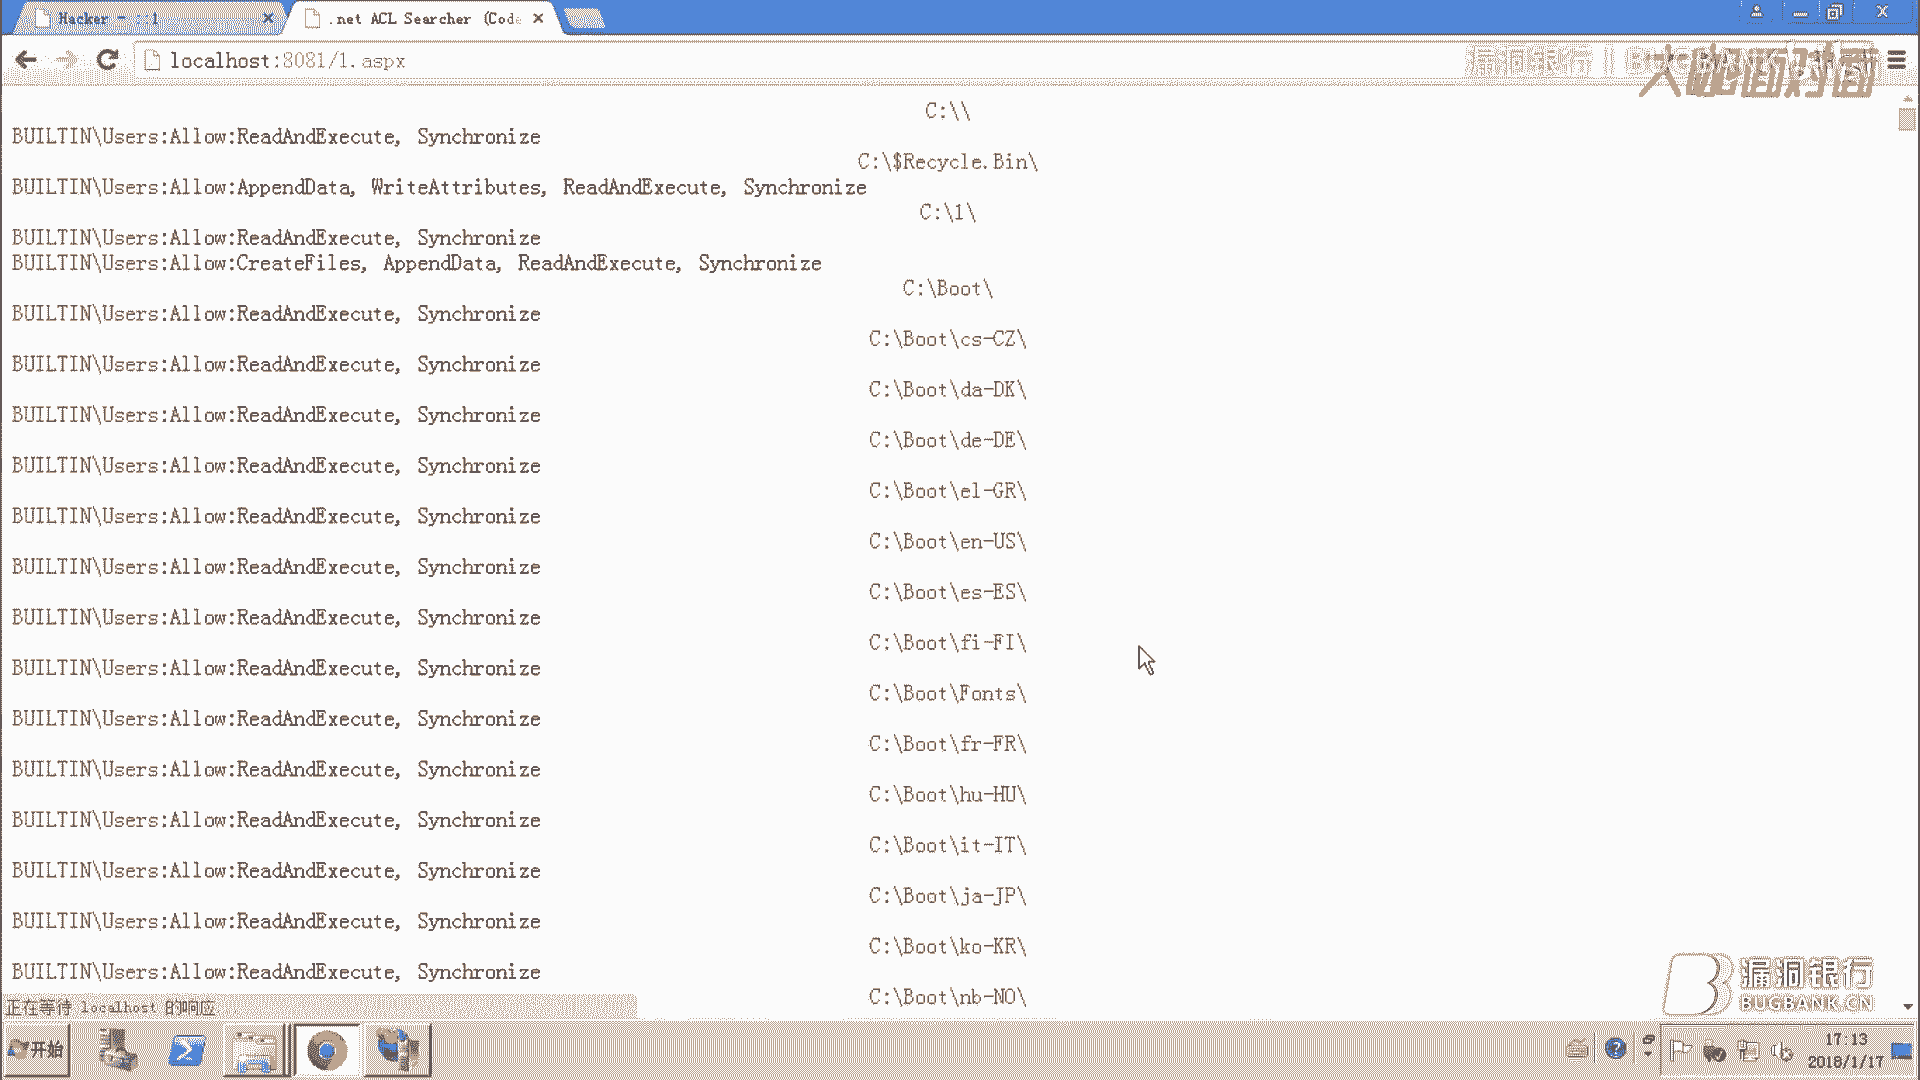 Hacker - ::1
.net ACL Searcher (Code
localhost:8081/1.aspx
漏洞银行 | BUGBANK
大咖面对面
C:\\
BUILTIN\Users:Allow:ReadAndExecute, Synchronize
C:\$Recycle.Bin\
BUILTIN\Users:Allow:AppendData, WriteAttributes, ReadAndExecute, Synchronize
C:\1\
BUILTIN\Users:Allow:ReadAndExecute, Synchronize
BUILTIN\Users:Allow:CreateFiles, AppendData, ReadAndExecute, Synchronize
C:\Boot\
BUILTIN\Users:Allow:ReadAndExecute, Synchronize
C:\Boot\cs-CZ\
BUILTIN\Users:Allow:ReadAndExecute, Synchronize
C:\Boot\da-DK\
BUILTIN\Users:Allow:ReadAndExecute, Synchronize
C:\Boot\de-DE\
BUILTIN\Users:Allow:ReadAndExecute, Synchronize
C:\Boot\el-GR\
BUILTIN\Users:Allow:ReadAndExecute, Synchronize
C:\Boot\en-US\
BUILTIN\Users:Allow:ReadAndExecute, Synchronize
C:\Boot\es-ES\
BUILTIN\Users:Allow:ReadAndExecute, Synchronize
C:\Boot\fi-FI\
BUILTIN\Users:Allow:ReadAndExecute, Synchronize
C:\Boot\Fonts\
BUILTIN\Users:Allow:ReadAndExecute, Synchronize
C:\Boot\fr-FR\
BUILTIN\Users:Allow:ReadAndExecute, Synchronize
C:\Boot\hu-HU\
BUILTIN\Users:Allow:ReadAndExecute, Synchronize
C:\Boot\it-IT\
BUILTIN\Users:Allow:ReadAndExecute, Synchronize
C:\Boot\ja-JP\
BUILTIN\Users:Allow:ReadAndExecute, Synchronize
C:\Boot\ko-KR\
BUILTIN\Users:Allow:ReadAndExecute, Synchronize
C:\Boot\nb-NO\
漏洞银行
BUGBANK.CN
正在等待 localhost 的响应
开始
17:13
2018/1/17